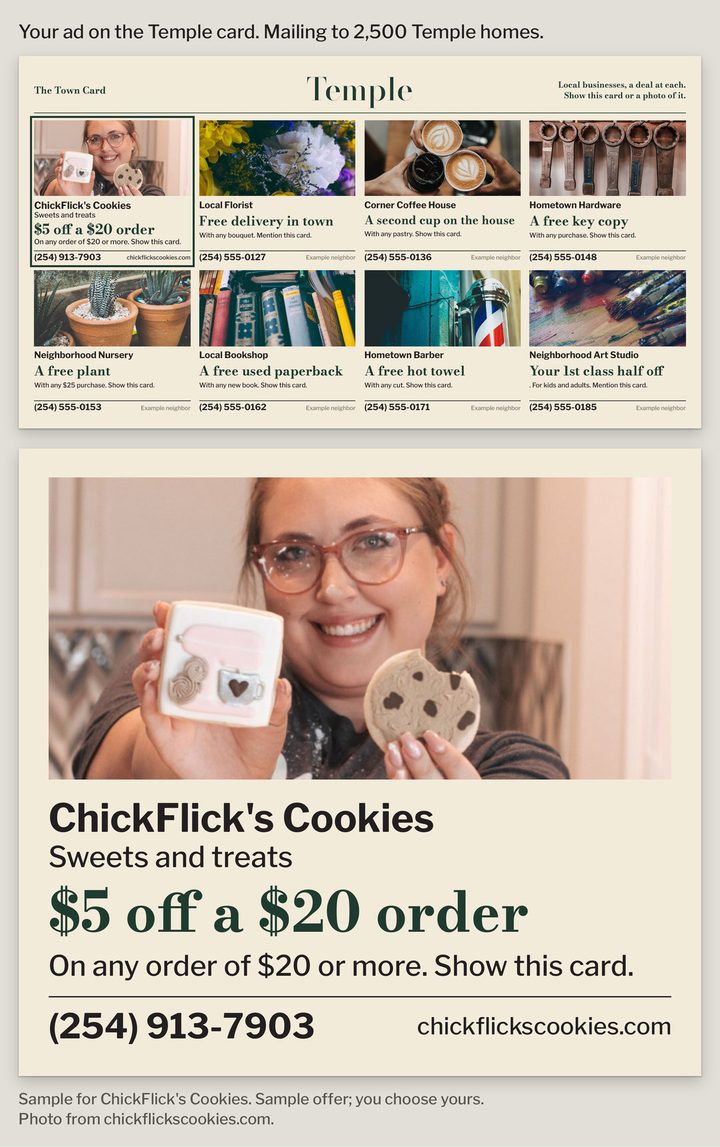 Your ad on the Temple card. Mailing to 2,500 Temple homes.
The Town Card
Temple
Local businesses, a deal at each.
Show this card or a photo of it.
ChickFlick's Cookies
Sweets and treats
$5 off a $20 order
On any order of $20 or more. Show this card.
(254) 913-7903
chickflickscookies.com
Local Florist
Free delivery in town
With any bouquet. Mention this card.
(254) 555-0127
Example neighbor
Corner Coffee House
A second cup on the house
With any pastry. Show this card.
(254) 555-0136
Example neighbor
Hometown Hardware
A free key copy
With any purchase. Show this card.
(254) 555-0148
Example neighbor
Neighborhood Nursery
A free plant
With any $25 purchase. Show this card.
(254) 555-0153
Example neighbor
Local Bookshop
A free used paperback
With any new book. Show this card.
(254) 555-0162
Example neighbor
Hometown Barber
A free hot towel
With any cut. Show this card.
(254) 555-0171
Example neighbor
Neighborhood Art Studio
Your 1st class half off
. For kids and adults. Mention this card.
(254) 555-0185
Example neighbor
ChickFlick's Cookies
Sweets and treats
$5 off a $20 order
On any order of $20 or more. Show this card.
(254) 913-7903
chickflickscookies.com
Sample for ChickFlick's Cookies. Sample offer; you choose yours.
Photo from chickflickscookies.com.